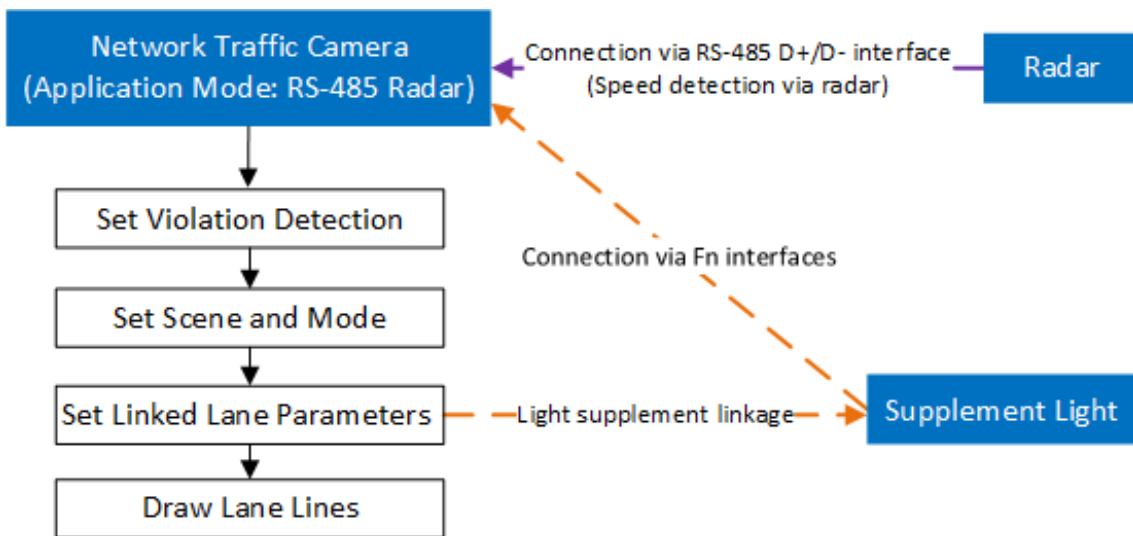 Network Traffic Camera
(Application Mode: RS-485 Radar)
Connection via RS-485 D+/D- interface
(Speed detection via radar)
Radar
Set Violation Detection
Connection via Fn interfaces
Set Scene and Mode
Set Linked Lane Parameters
Light supplement linkage
Supplement Light
Draw Lane Lines